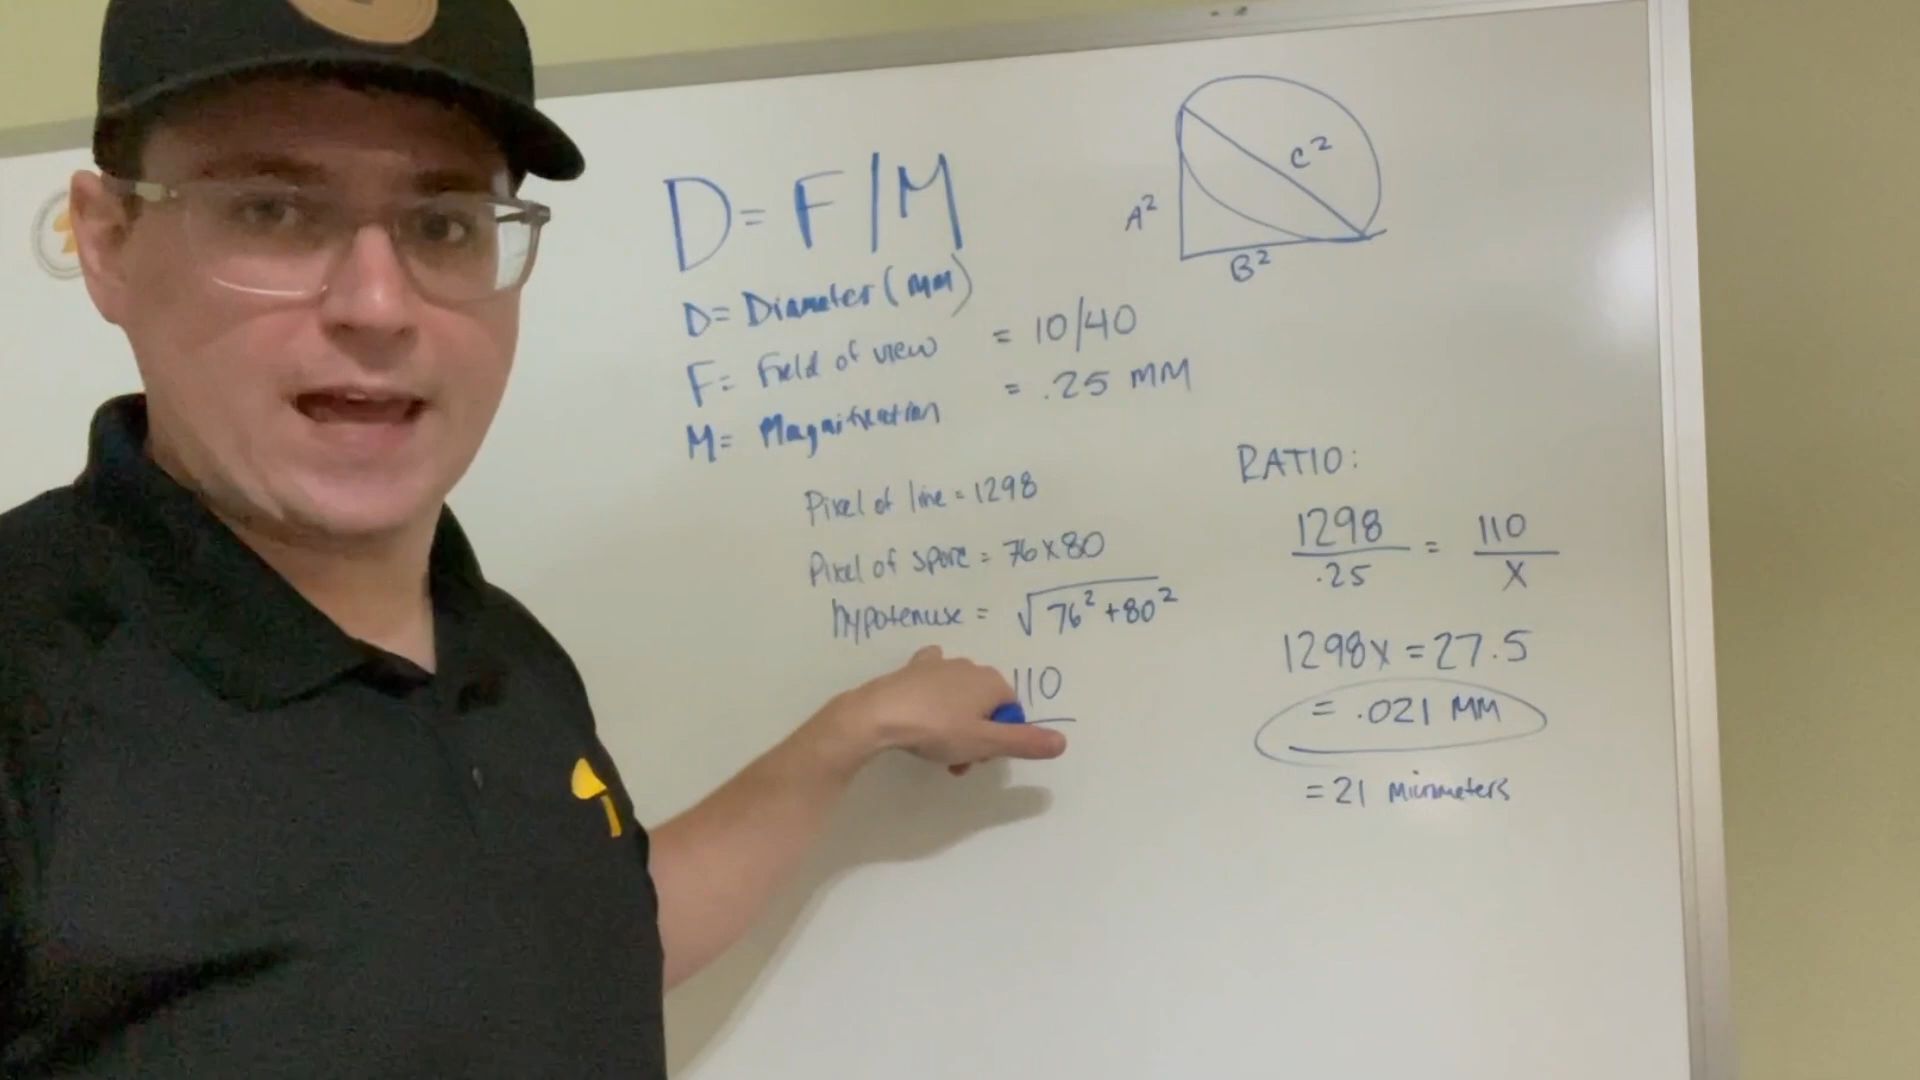 D = F/M
D = Diameter (MM)
F = Field of view = 10/40
M = Magnification = .25 MM
A²
B²
C²
Pixel of line = 1298
Pixel of spore = 76 x 80
hypotenuse = √76² + 80²
110
RATIO:
1298/.25 = 110/X
1298x = 27.5
= .021 MM
= 21 Micrometers